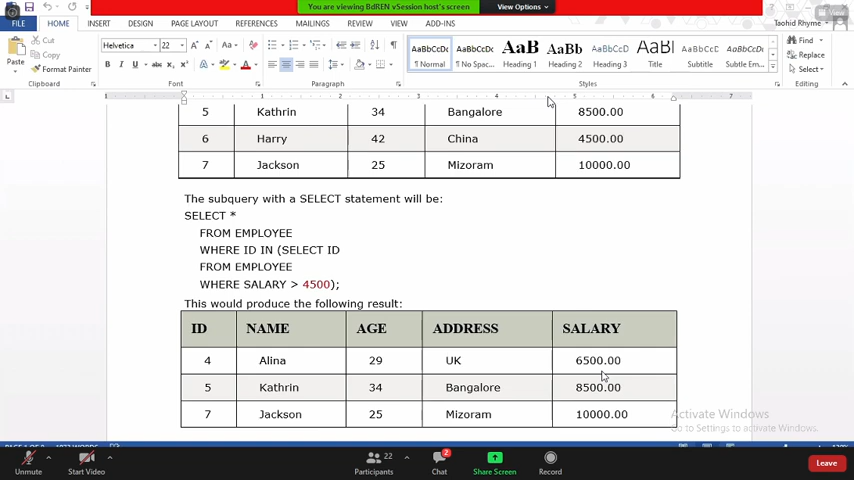 You are viewing BdREN vSession host's screen
View Options
View
FILE HOME INSERT DESIGN PAGE LAYOUT REFERENCES MAILINGS REVIEW VIEW ADD-INS
Tashid Rhyme
Cut
Copy
Format Painter
Paste
Clipboard
Helvetica 22
Font
Paragraph
AaBbCcDc AaBbCcDc AaB AaBb AaBbCcD AaBl AaBbCcC AaBbCcDc
¶ Normal ¶ No Spac... Heading 1 Heading 2 Heading 3 Title Subtitle Subtle Em...
Styles
Find
Replace
Select
Editing
5 Kathrin 34 Bangalore 8500.00
6 Harry 42 China 4500.00
7 Jackson 25 Mizoram 10000.00
The subquery with a SELECT statement will be:
SELECT *
FROM EMPLOYEE
WHERE ID IN (SELECT ID
FROM EMPLOYEE
WHERE SALARY > 4500);
This would produce the following result:
ID NAME AGE ADDRESS SALARY
4 Alina 29 UK 6500.00
5 Kathrin 34 Bangalore 8500.00
7 Jackson 25 Mizoram 10000.00
Activate Windows
Go to Settings to activate Windows.
Unmute
Start Video
Participants 22
Chat 2
Share Screen
Record
Leave